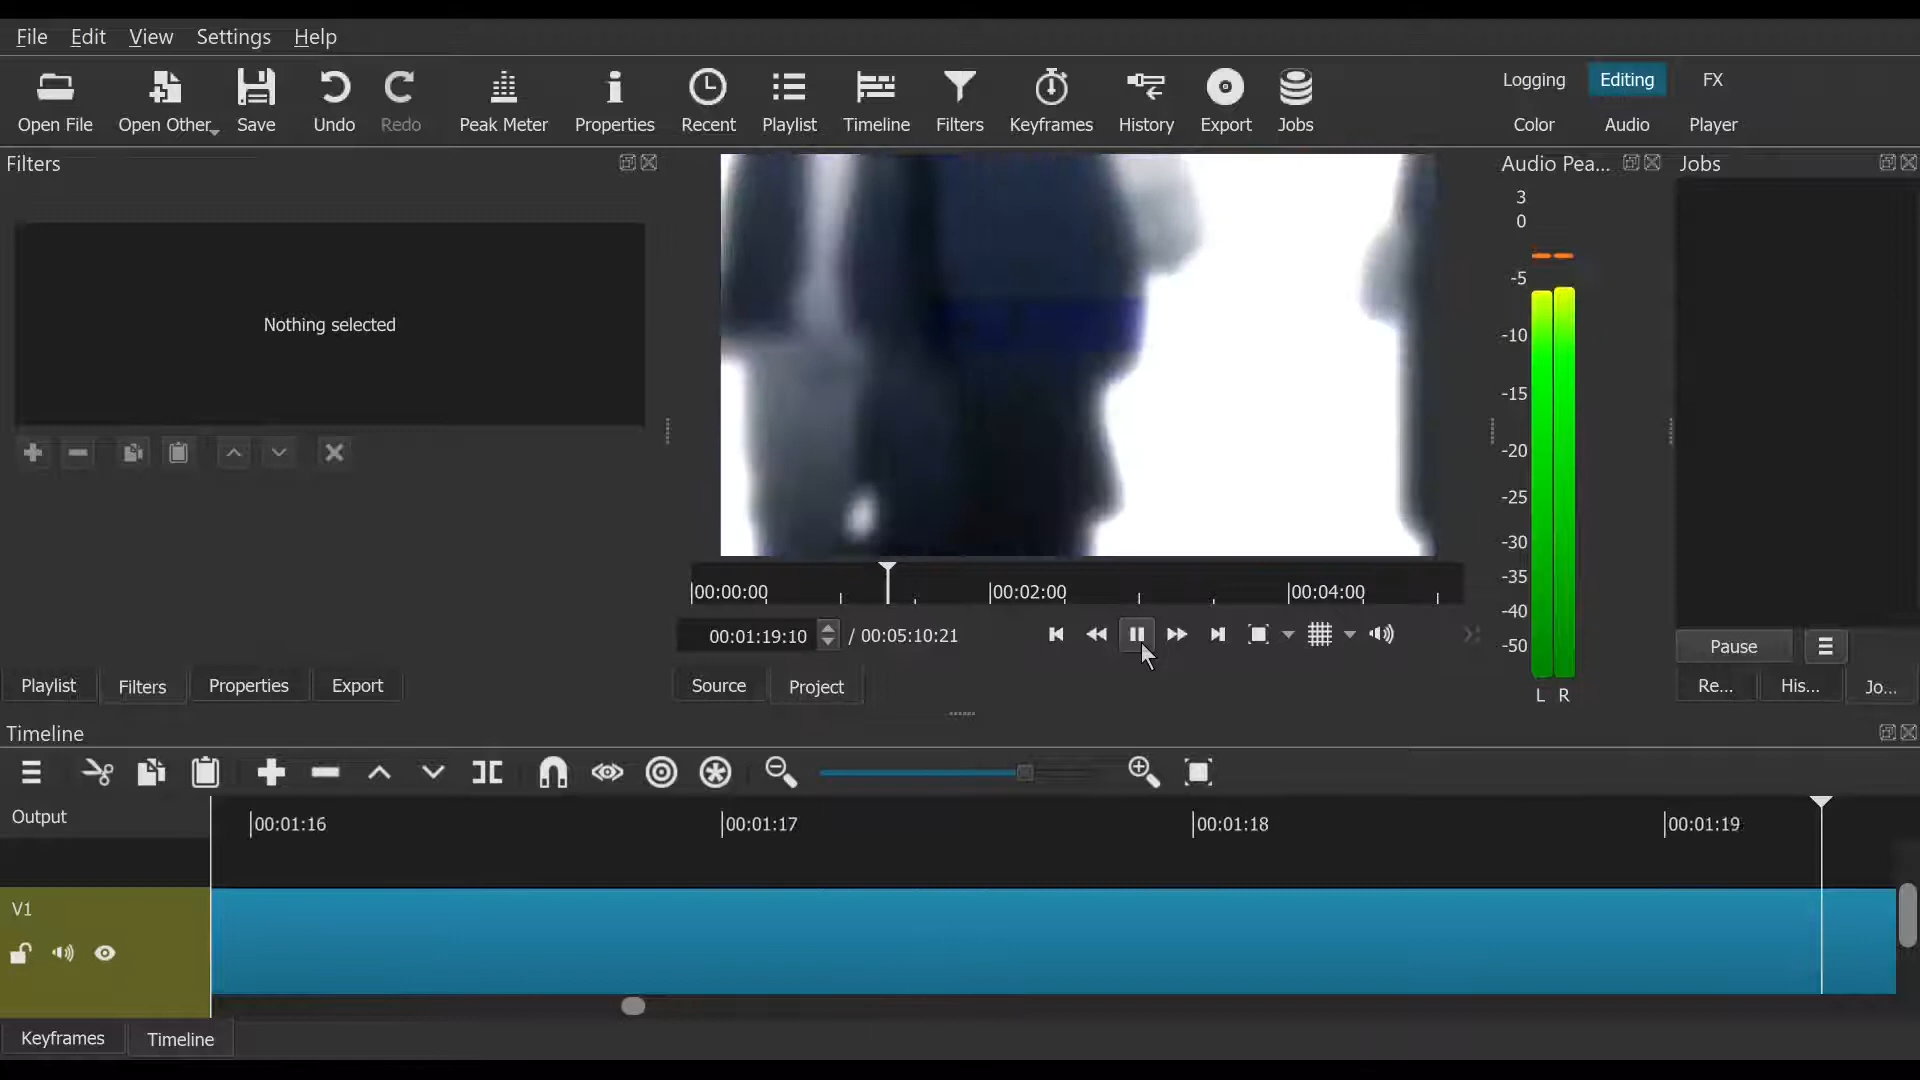 File Edit View Settings Help
Open File Open Other... Save Undo Redo Peak Meter Properties Recent Playlist Timeline Filters Keyframes History Export Jobs
Logging Editing FX
Color Audio Player
Filters
Audio Pea...
Jobs
Nothing selected
3
0
-5
-10
-15
-20
-25
-30
-35
-40
-50
L R
00:00:00 00:02:00 00:04:00
00:01:19:10 / 00:05:10:21
Pause
Playlist Filters Properties Export
Source Project
Re... His... Jo...
Timeline
Output
00:01:16 00:01:17 00:01:18 00:01:19
V1
Keyframes Timeline